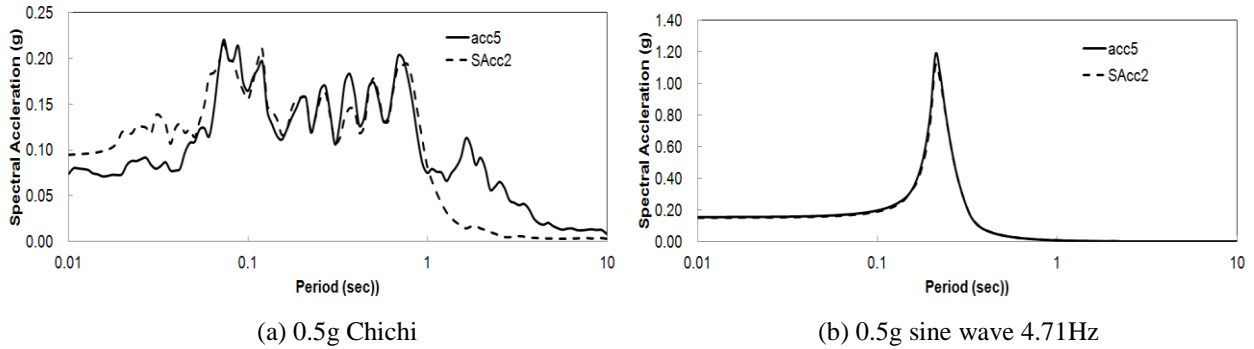 0.25
0.20
0.15
0.10
0.05
0.00
Spectral Accleration (g)
acc5
SAcc2
0.01
0.1
1
10
Period (sec))
(a) 0.5g Chichi
1.40
1.20
1.00
0.80
0.60
0.40
0.20
0.00
Spectral Accleration (g)
acc5
SAcc2
0.01
0.1
1
10
Period (sec))
(b) 0.5g sine wave 4.71Hz